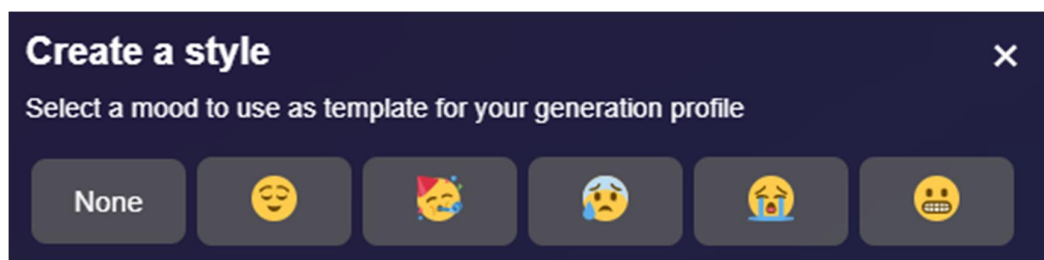 Create a style
Select a mood to use as template for your generation profile
None